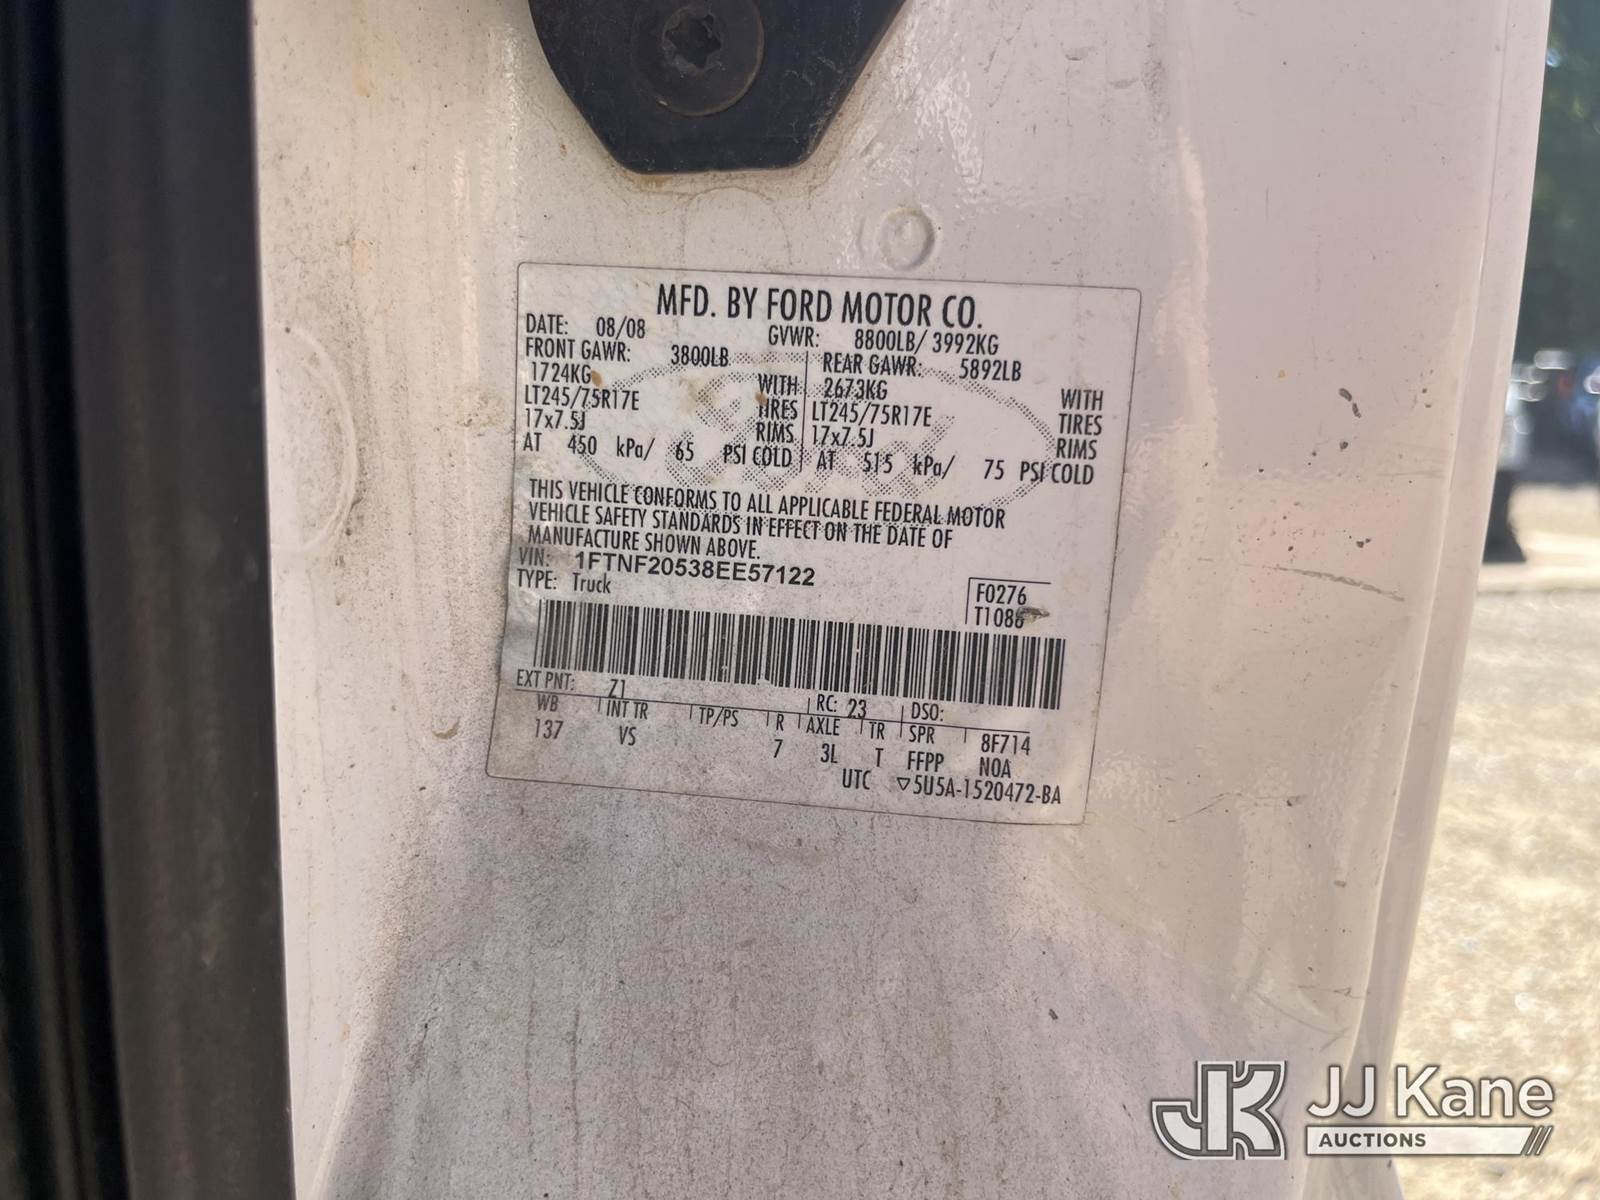 MFD. BY FORD MOTOR CO.
DATE: 08/08 GVWR: 8800LB/ 3992KG
FRONT GAWR: 3800LB REAR GAWR: 5892LB
1724KG WITH 2673KG WITH
LT245/75R17E TIRES LT245/75R17E TIRES
17x7.5J RIMS 17x7.5J RIMS
AT 450 kPa/ 65 PSI COLD AT 515 kPa/ 75 PSI COLD
THIS VEHICLE CONFORMS TO ALL APPLICABLE FEDERAL MOTOR
VEHICLE SAFETY STANDARDS IN EFFECT ON THE DATE OF
MANUFACTURE SHOWN ABOVE.
VIN: 1FTNF20538EE57122
TYPE: Truck
F0276
T1086
EXT PNT: Z1 RC: 23 DSO:
WB INT TR TP/PS R AXLE TR SPR 8F714
137 VS 7 3L T FFPP NOA
UTC ▽5U5A-1520472-BA
JK JJ Kane
AUCTIONS